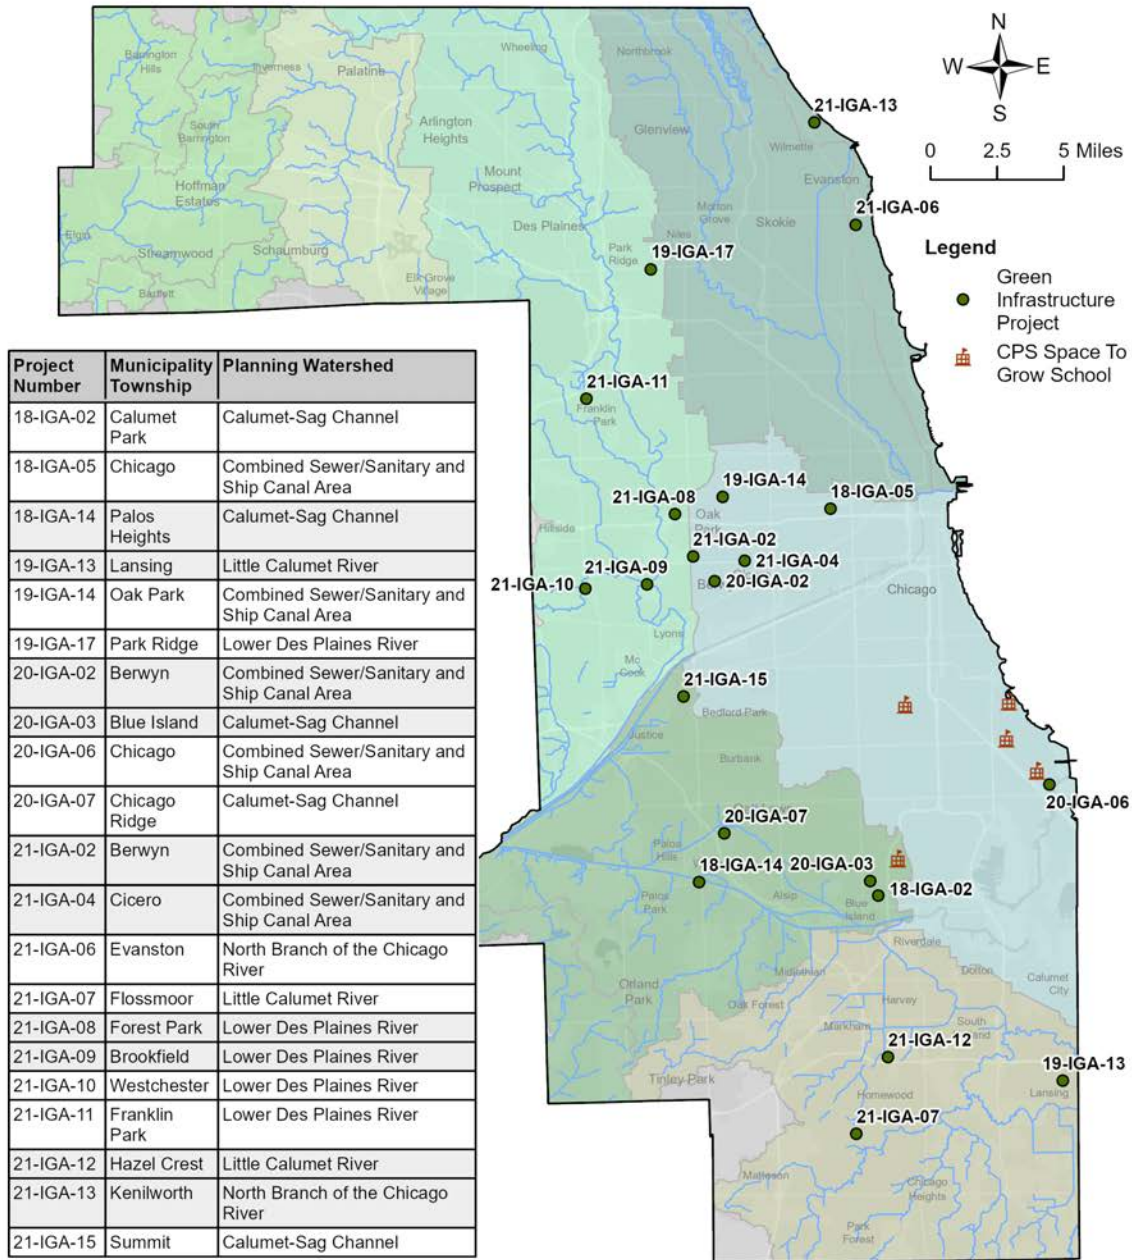 N
W E
S
0 2.5 5 Miles
Legend
Green
Infrastructure
Project
CPS Space To
Grow School
Barrington
Hills
Inverness
Palatine
Wheeling
Northbrook
South
Barrington
Arlington
Heights
Glenview
21-IGA-13
Wilmette
Hoffman
Estates
Mount
Prospect
Morton
Grove
Evanston
Skokie
21-IGA-06
Elgin
Streamwood
Schaumburg
Des Plaines
Niles
Park
Ridge
19-IGA-17
Bartlett
Elk Grove
Village
21-IGA-11
Franklin
Park
19-IGA-14
18-IGA-05
21-IGA-08
Oak
Park
Hillside
21-IGA-02
21-IGA-04
21-IGA-09
20-IGA-02
21-IGA-10
Chicago
Lyons
Mc
Cook
21-IGA-15
Bedford Park
Justice
Burbank
20-IGA-06
20-IGA-07
Palos
Hills
18-IGA-14
20-IGA-03
18-IGA-02
Palos
Park
Alsip
Blue
Island
Riverdale
Orland
Park
Midlothian
Dolton
Calumet
City
Oak Forest
Harvey
Markham
South
21-IGA-12
19-IGA-13
Tinley Park
Homewood
Lansing
21-IGA-07
Matteson
Chicago
Heights
Park
Forest
Project Number Municipality Township Planning Watershed
18-IGA-02 Calumet Park Calumet-Sag Channel
18-IGA-05 Chicago Combined Sewer/Sanitary and Ship Canal Area
18-IGA-14 Palos Heights Calumet-Sag Channel
19-IGA-13 Lansing Little Calumet River
19-IGA-14 Oak Park Combined Sewer/Sanitary and Ship Canal Area
19-IGA-17 Park Ridge Lower Des Plaines River
20-IGA-02 Berwyn Combined Sewer/Sanitary and Ship Canal Area
20-IGA-03 Blue Island Calumet-Sag Channel
20-IGA-06 Chicago Combined Sewer/Sanitary and Ship Canal Area
20-IGA-07 Chicago Ridge Calumet-Sag Channel
21-IGA-02 Berwyn Combined Sewer/Sanitary and Ship Canal Area
21-IGA-04 Cicero Combined Sewer/Sanitary and Ship Canal Area
21-IGA-06 Evanston North Branch of the Chicago River
21-IGA-07 Flossmoor Little Calumet River
21-IGA-08 Forest Park Lower Des Plaines River
21-IGA-09 Brookfield Lower Des Plaines River
21-IGA-10 Westchester Lower Des Plaines River
21-IGA-11 Franklin Park Lower Des Plaines River
21-IGA-12 Hazel Crest Little Calumet River
21-IGA-13 Kenilworth North Branch of the Chicago River
21-IGA-15 Summit Calumet-Sag Channel